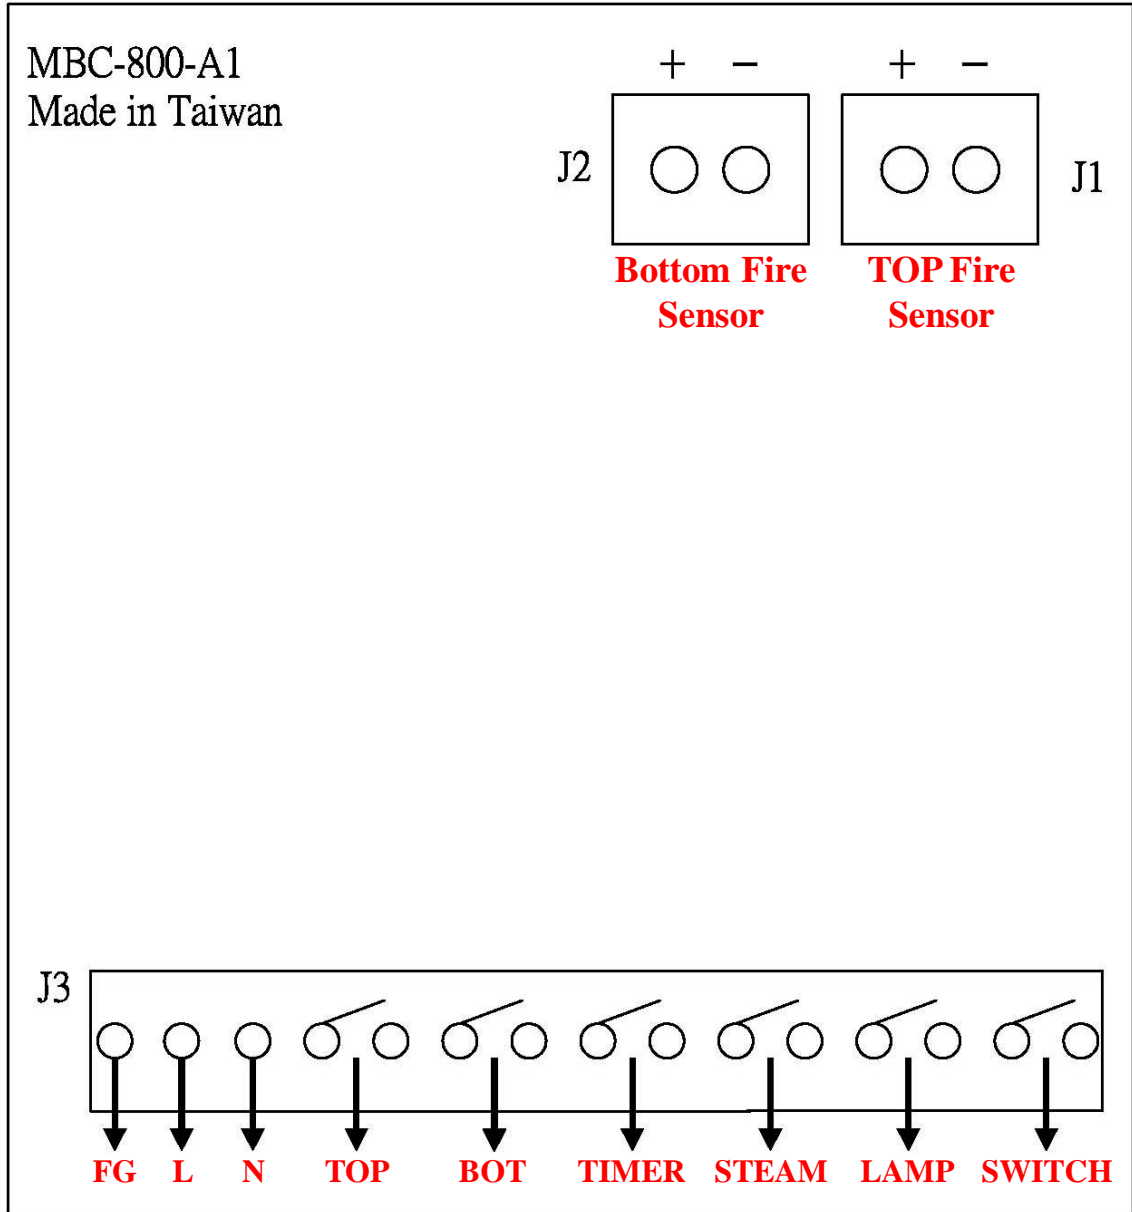 MBC-800-A1
Made in Taiwan
+ − + −
J2 J1
Bottom Fire
Sensor
TOP Fire
Sensor
J3
FG L N TOP BOT TIMER STEAM LAMP SWITCH